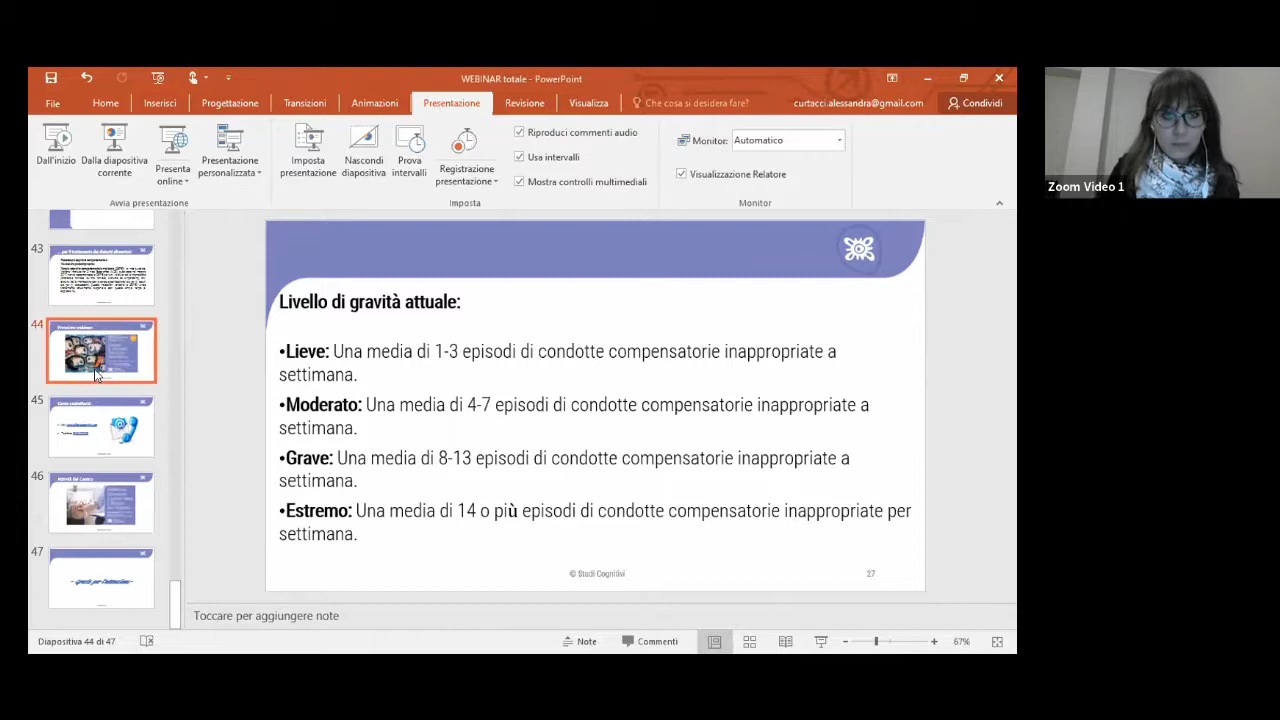 WEBINAR totale - PowerPoint
File
Home
Inserisci
Progettazione
Transizioni
Animazioni
Presentazione
Revisione
Visualizza
Che cosa si desidera fare?
curtacci.alessandra@gmail.com
Condividi
Dall'inizio
Dalla diapositiva
corrente
Presenta
online
Presentazione
personalizzata
Imposta
presentazione
Nascondi
diapositiva
Prova
intervalli
Registrazione
presentazione
Riproduci commenti audio
Usa intervalli
Mostra controlli multimediali
Monitor:
Automatico
Visualizzazione Relatore
Avvia presentazione
Imposta
Monitor
Zoom Video 1
43
44
Prossimo webinar
45
46
47
Livello di gravità attuale:
•Lieve: Una media di 1-3 episodi di condotte compensatorie inappropriate a
settimana.
•Moderato: Una media di 4-7 episodi di condotte compensatorie inappropriate a
settimana.
•Grave: Una media di 8-13 episodi di condotte compensatorie inappropriate a
settimana.
•Estremo: Una media di 14 o più episodi di condotte compensatorie inappropriate per
settimana.
© Studi Cognitivi
27
Toccare per aggiungere note
Diapositiva 44 di 47
Note
Commenti
67%